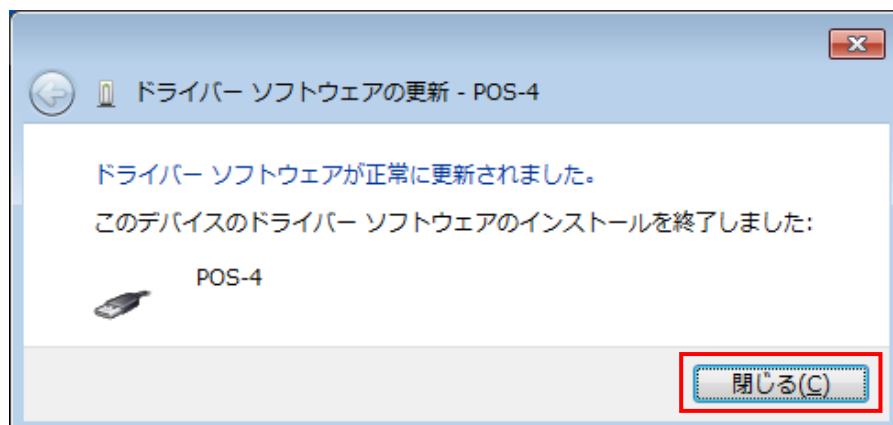 ドライバー ソフトウェアの更新 - POS-4
ドライバー ソフトウェアが正常に更新されました。
このデバイスのドライバー ソフトウェアのインストールを終了しました:
POS-4
閉じる(C)